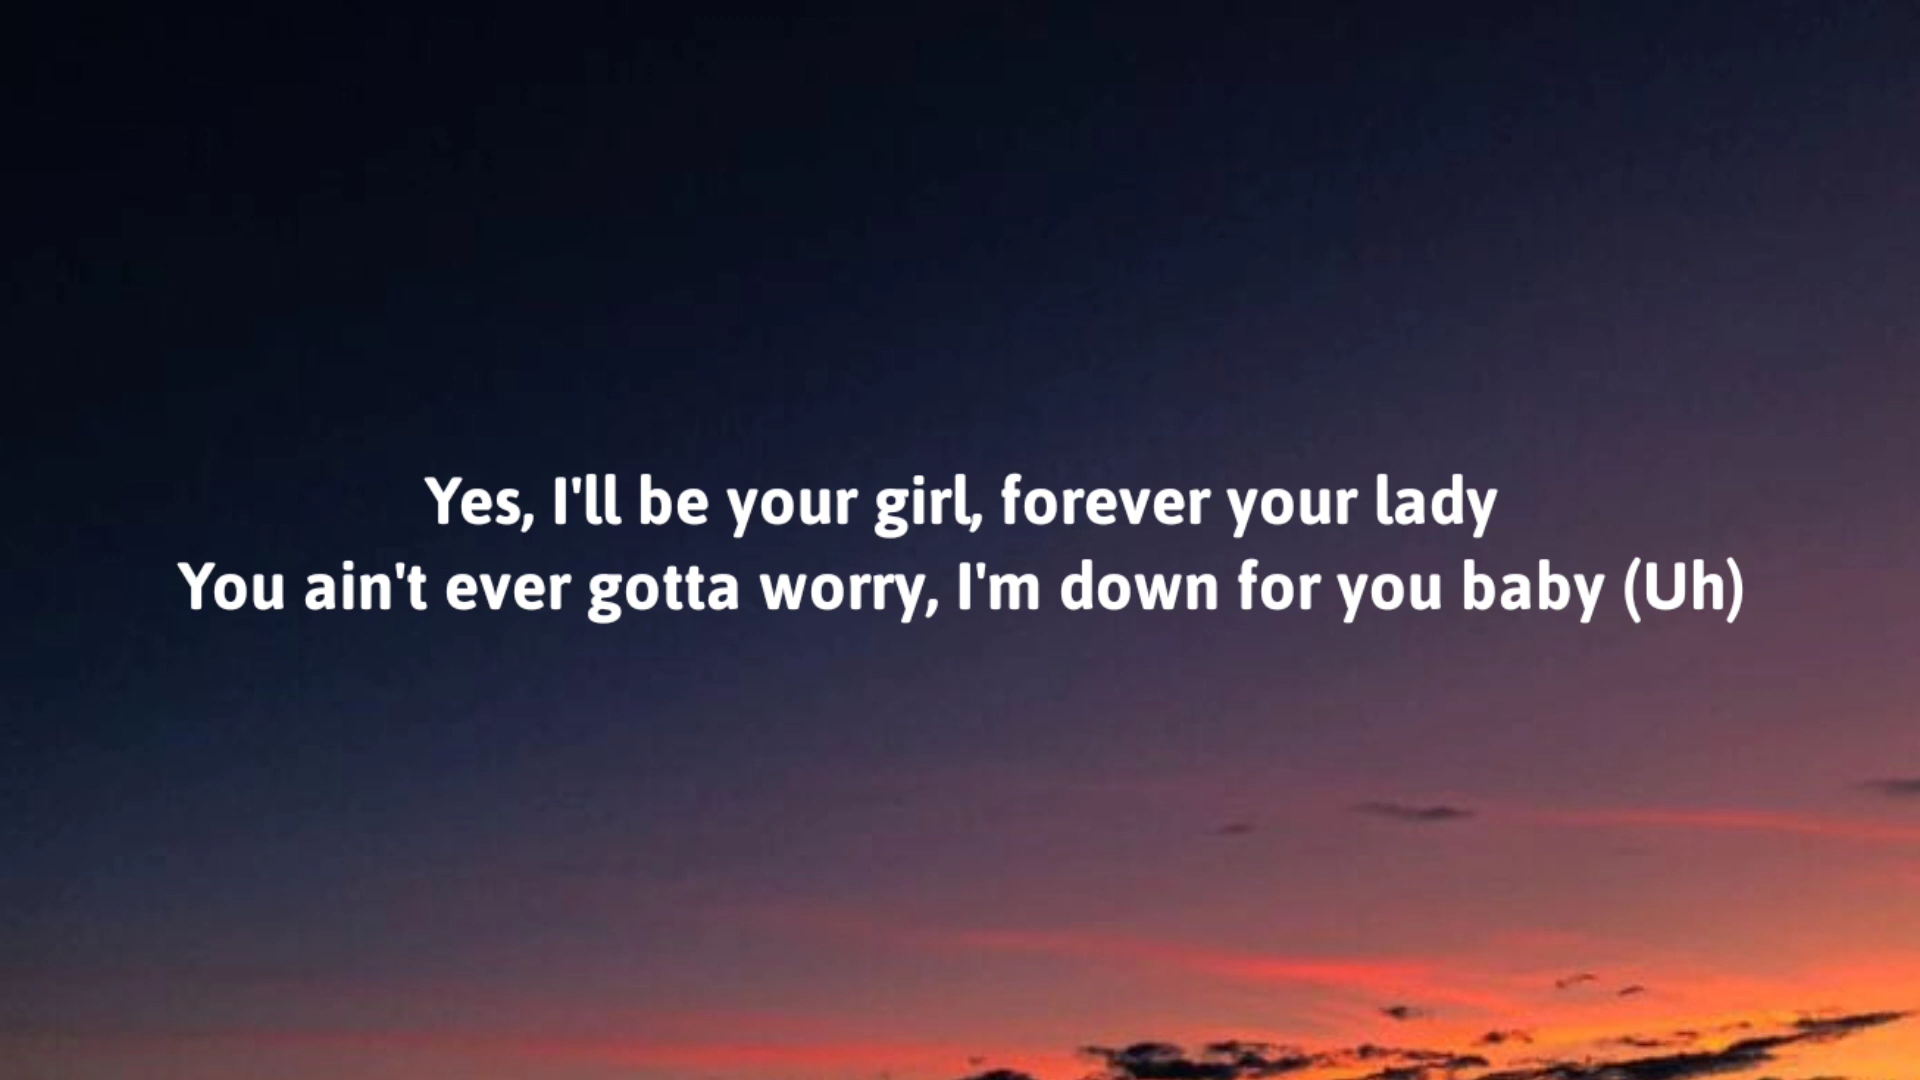 Yes, I'll be your girl, forever your lady
You ain't ever gotta worry, I'm down for you baby (Uh)